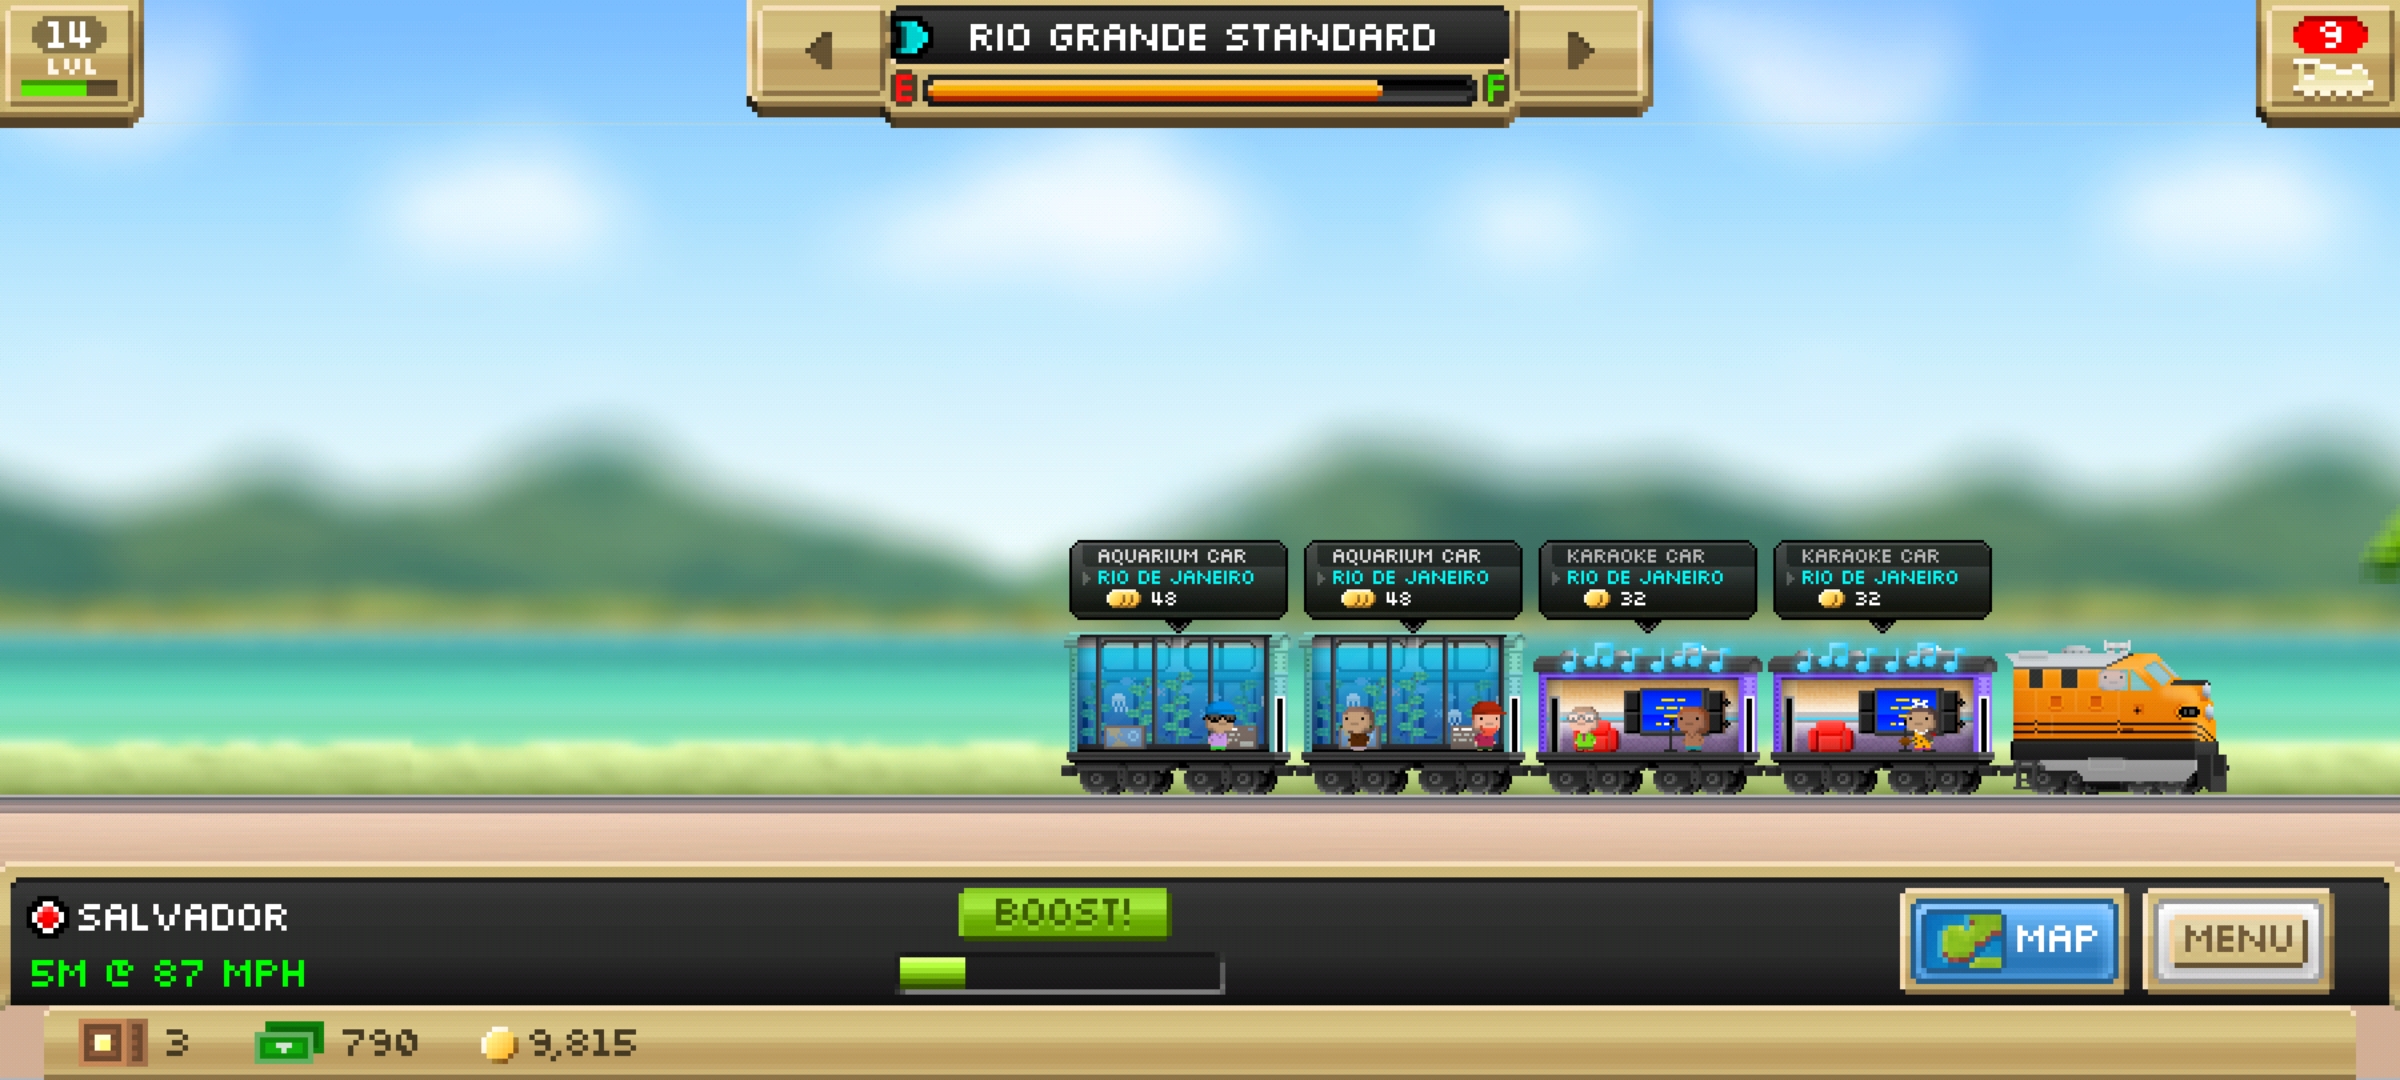 14
LVL
RIO GRANDE STANDARD
E F
9
AQUARIUM CAR
RIO DE JANEIRO
48
AQUARIUM CAR
RIO DE JANEIRO
48
KARAOKE CAR
RIO DE JANEIRO
32
KARAOKE CAR
RIO DE JANEIRO
32
SALVADOR
5M @ 87 MPH
BOOST!
MAP
MENU
3 790 9,815